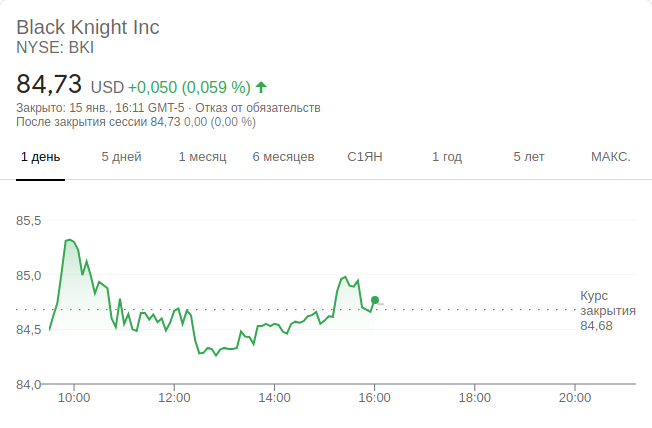 Black Knight Inc
NYSE: BKI
84,73 USD +0,050 (0,059 %)
Закрыто: 15 янв., 16:11 GMT-5 · Отказ от обязательств
После закрытия сессии 84,73 0,00 (0,00 %)
1 день 5 дней 1 месяц 6 месяцев С1ЯН 1 год 5 лет МАКС.
85,5
85,0
Курс
закрытия
84,68
84,5
84,0
10:00 12:00 14:00 16:00 18:00 20:00